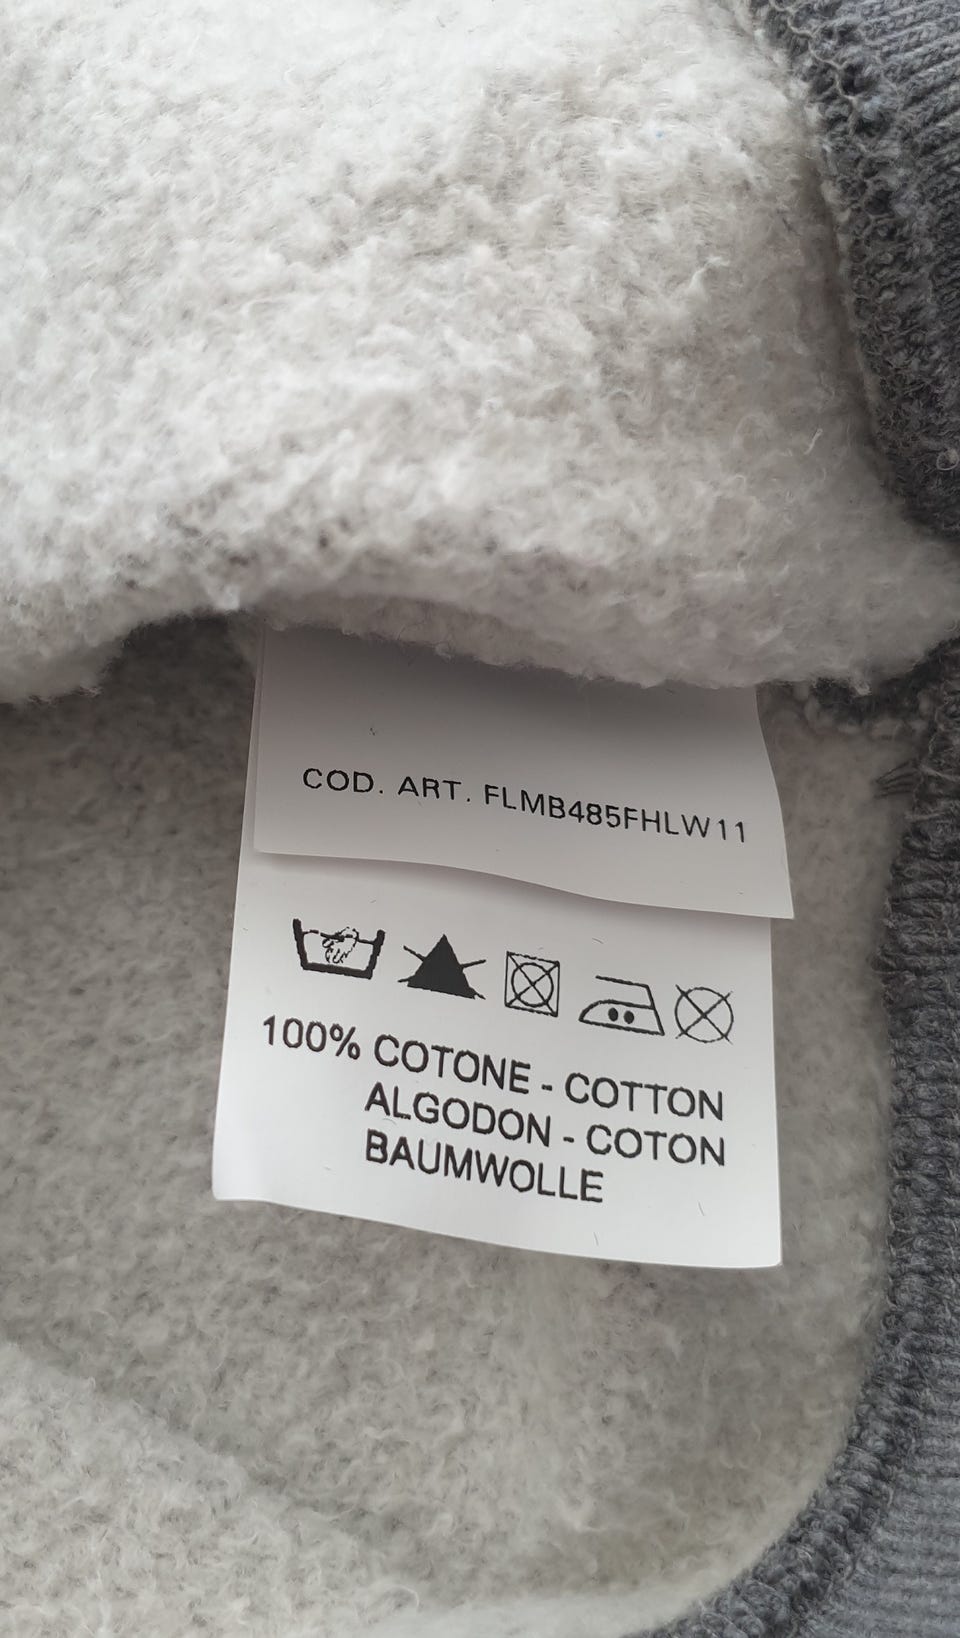 COD. ART. FLMB485FHLW11
100% COTONE - COTTON
ALGODON - COTON
BAUMWOLLE